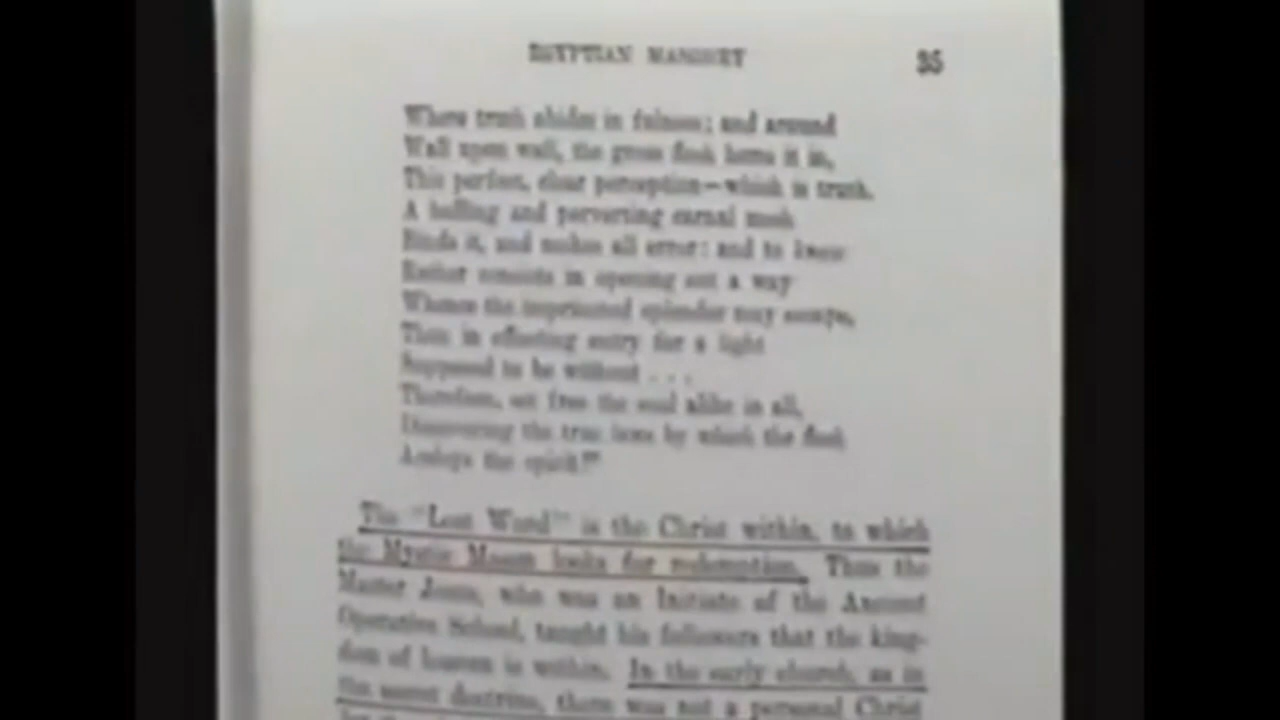 EGYPTIAN MASONRY 35
Where truth abides in fulness; and around
Wall upon wall, the gross flesh hems it in,
This perfect, clear perception—which is truth.
A baffling and perverting carnal mesh
Binds it, and makes all error: and to know
Rather consists in opening out a way
Whence the imprisoned splendor may escape,
Than in effecting entry for a light
Supposed to be without . . .
Therefore, set free the soul alike in all,
Discovering the true laws by which the flesh
the spirit!"
The "Lost Word" is the Christ within, to which
the Mystic Mason looks for redemption. Thus the
Master Jesus, who was an Initiate of the Ancient
Operative School, taught his followers that the king-
dom of heaven is within. In the early church, as in
the secret doctrine, there was not a personal Christ